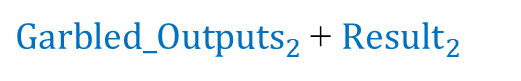 Garbled_Outputs₂ + Result₂